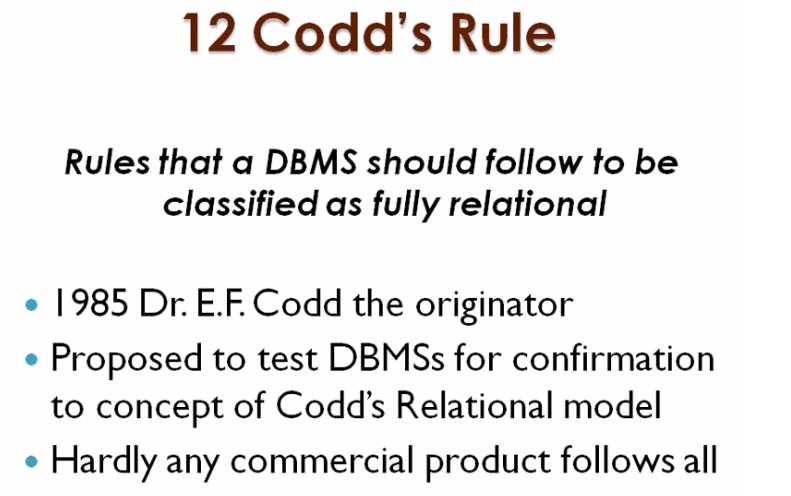 12 Codd's Rule
Rules that a DBMS should follow to be
classified as fully relational
• 1985 Dr. E.F. Codd the originator
• Proposed to test DBMSs for confirmation
to concept of Codd's Relational model
• Hardly any commercial product follows all